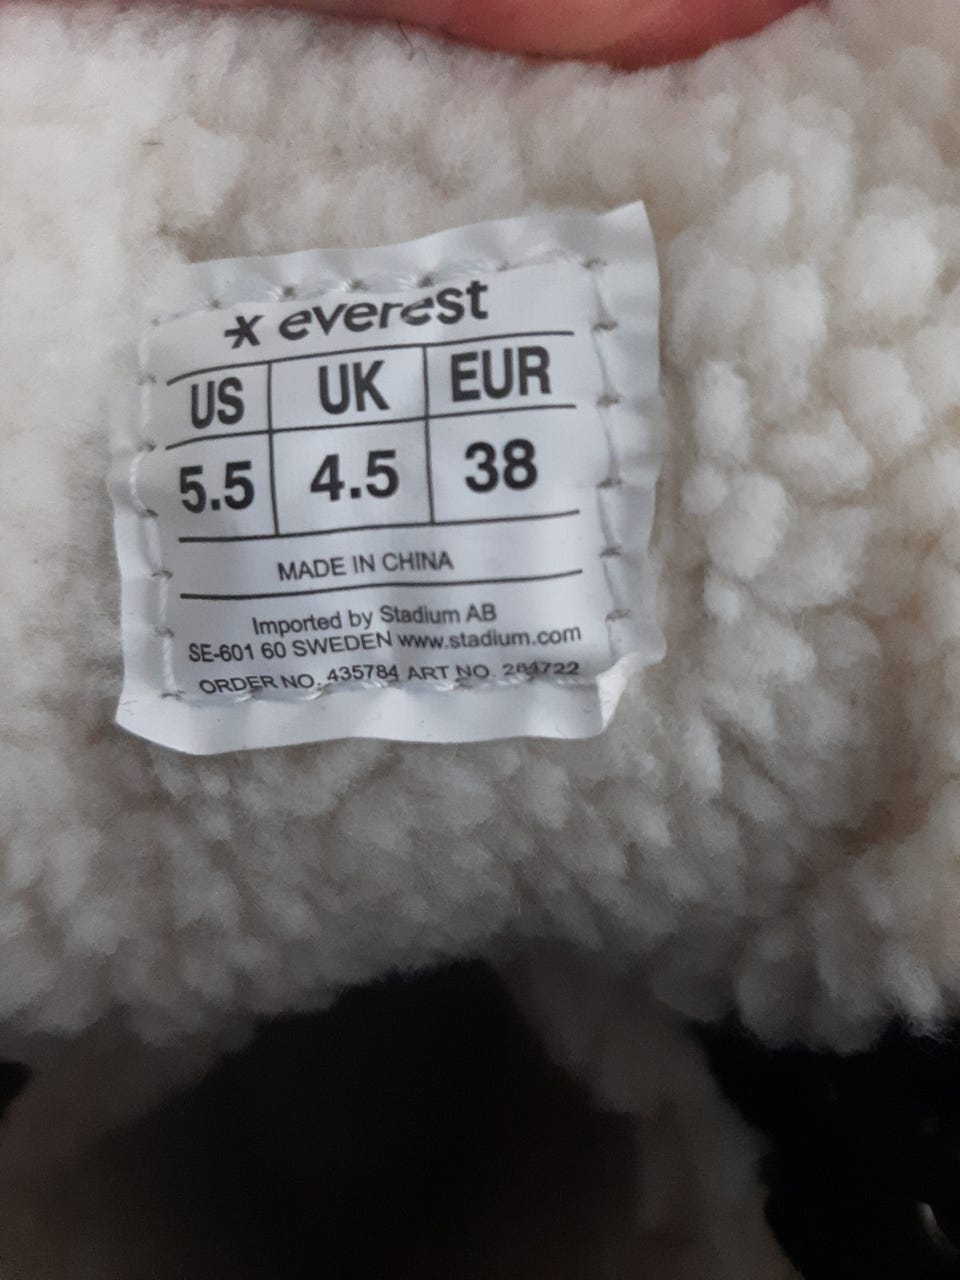 everest
US UK EUR
5.5 4.5 38
MADE IN CHINA
Imported by Stadium AB
SE-601 60 SWEDEN www.stadium.com
ORDER NO. 435784 ART NO. 284722